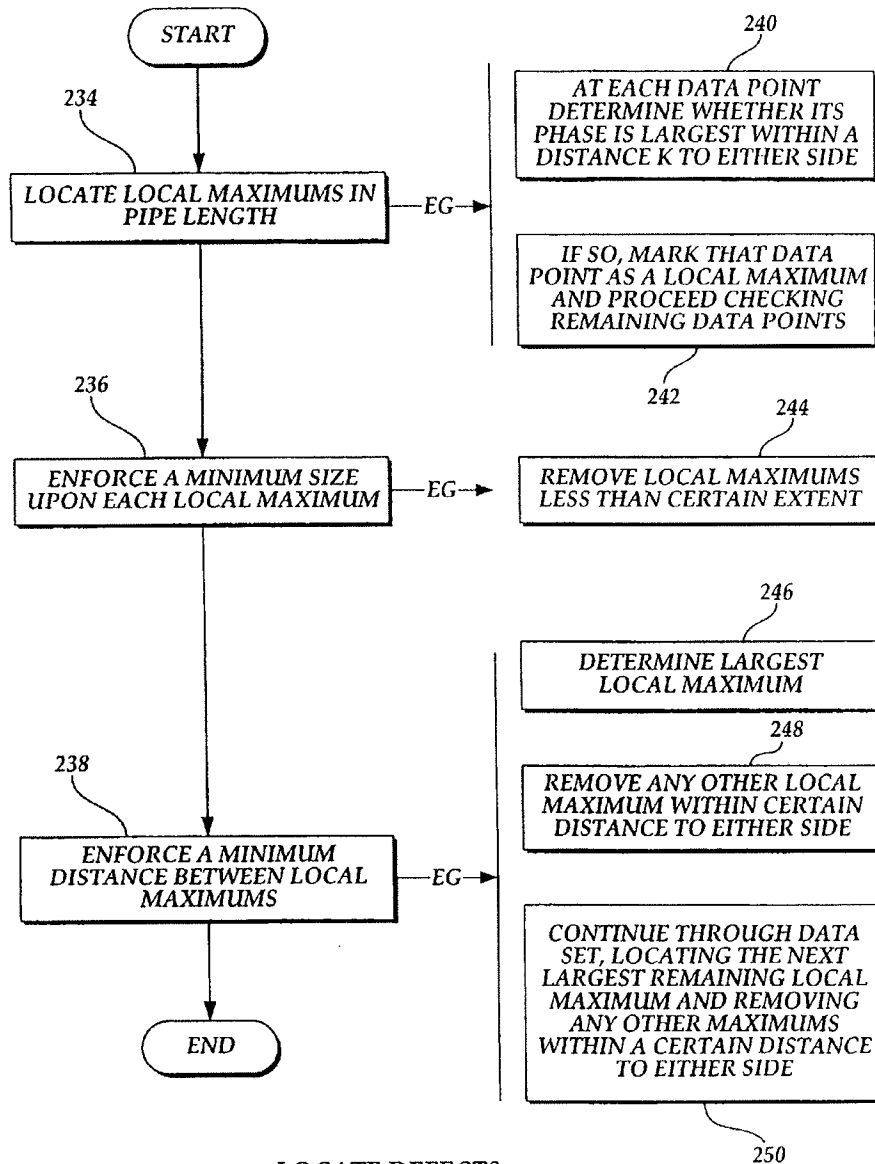 START
234
LOCATE LOCAL MAXIMUMS IN
PIPE LENGTH
EG
240
AT EACH DATA POINT
DETERMINE WHETHER ITS
PHASE IS LARGEST WITHIN A
DISTANCE K TO EITHER SIDE
IF SO, MARK THAT DATA
POINT AS A LOCAL MAXIMUM
AND PROCEED CHECKING
REMAINING DATA POINTS
242
236
ENFORCE A MINIMUM SIZE
UPON EACH LOCAL MAXIMUM
EG
244
REMOVE LOCAL MAXIMUMS
LESS THAN CERTAIN EXTENT
238
ENFORCE A MINIMUM
DISTANCE BETWEEN LOCAL
MAXIMUMS
EG
246
DETERMINE LARGEST
LOCAL MAXIMUM
248
REMOVE ANY OTHER LOCAL
MAXIMUM WITHIN CERTAIN
DISTANCE TO EITHER SIDE
CONTINUE THROUGH DATA
SET, LOCATING THE NEXT
LARGEST REMAINING LOCAL
MAXIMUM AND REMOVING
ANY OTHER MAXIMUMS
WITHIN A CERTAIN DISTANCE
TO EITHER SIDE
250
END
LOCATE DEFECTS